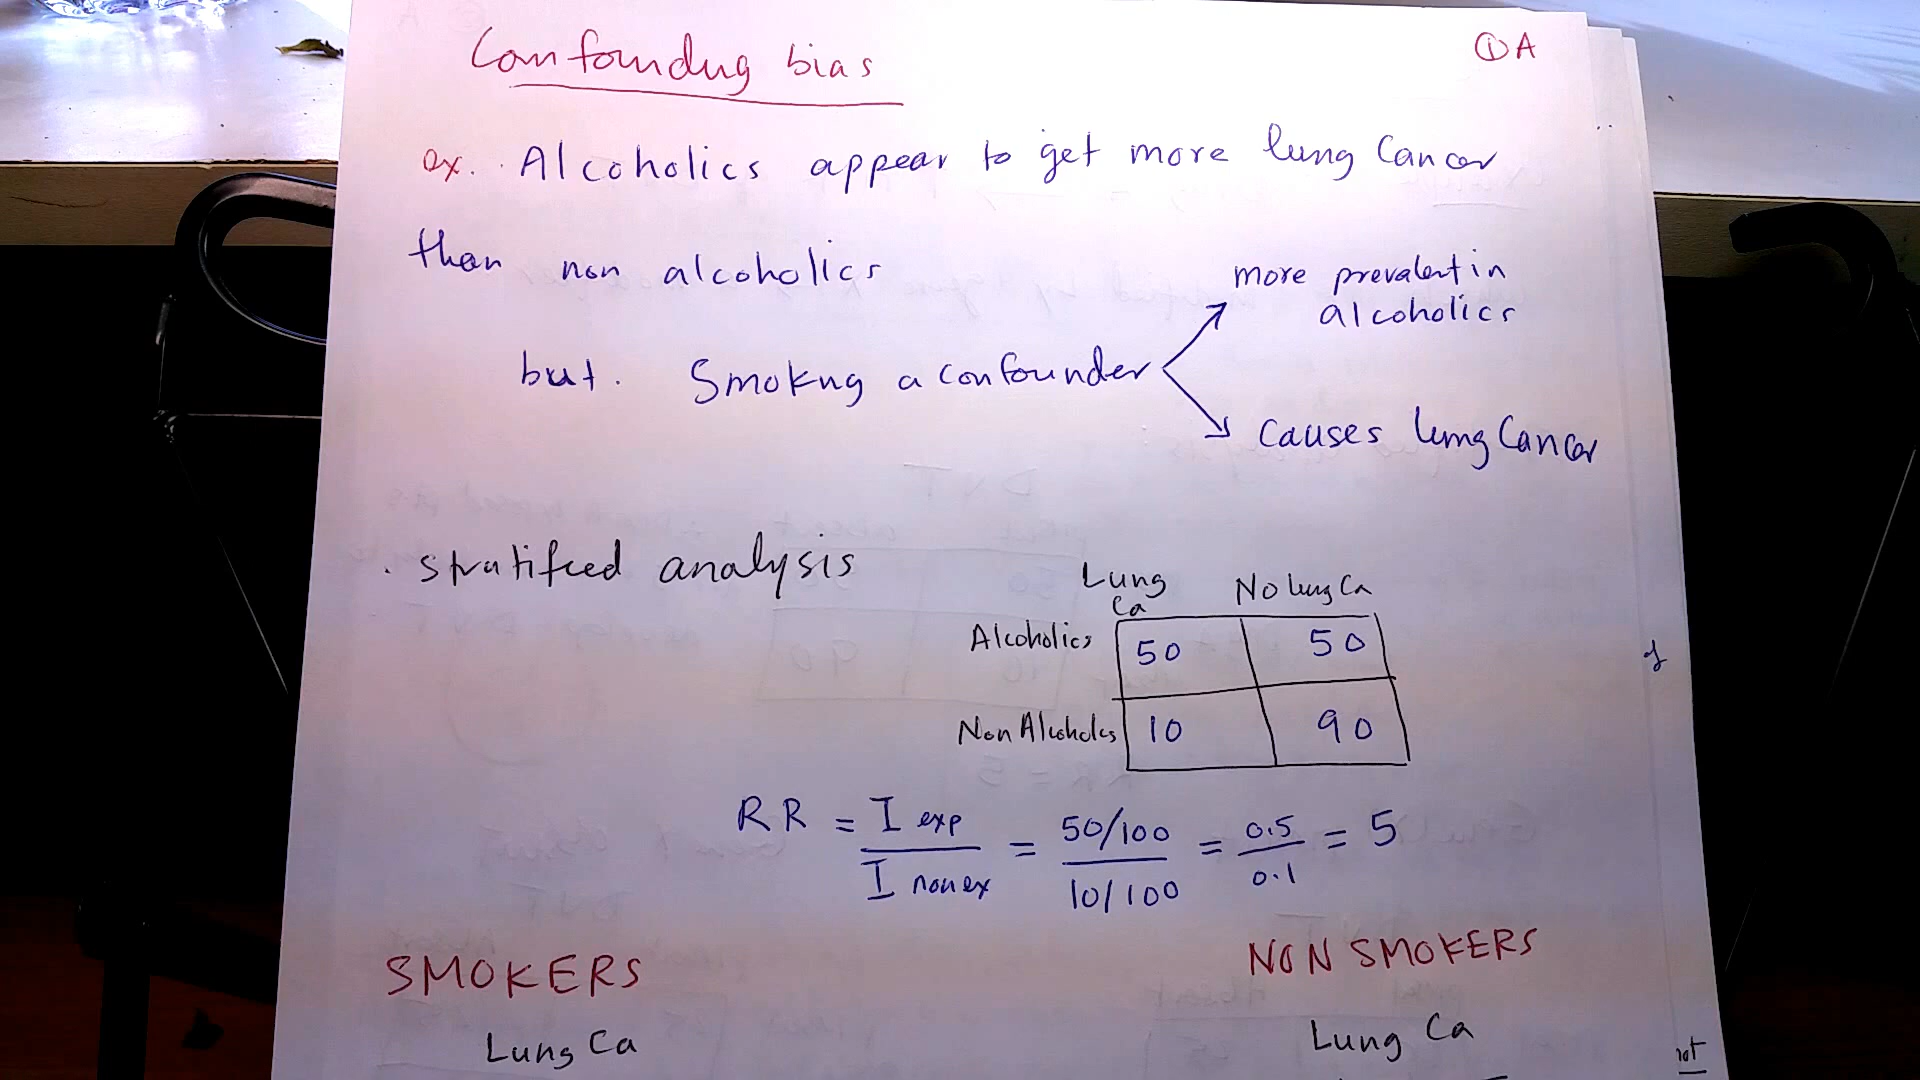 Confoundug bias
① A
ex. Alcoholics appear to get more lung Cancer
than non alcoholics
more prevalent in
alcoholics
but. Smokng a confounder
causes lung Cancer
. stratified analysis
Lung
Ca
No lung Ca
Alcoholics 50 50
Non Alcoholcs 10 90
RR = I exp / I non ex = 50/100 / 10/100 = 0.5 / 0.1 = 5
SMOKERS
NON SMOKERS
Lung Ca
Lung Ca